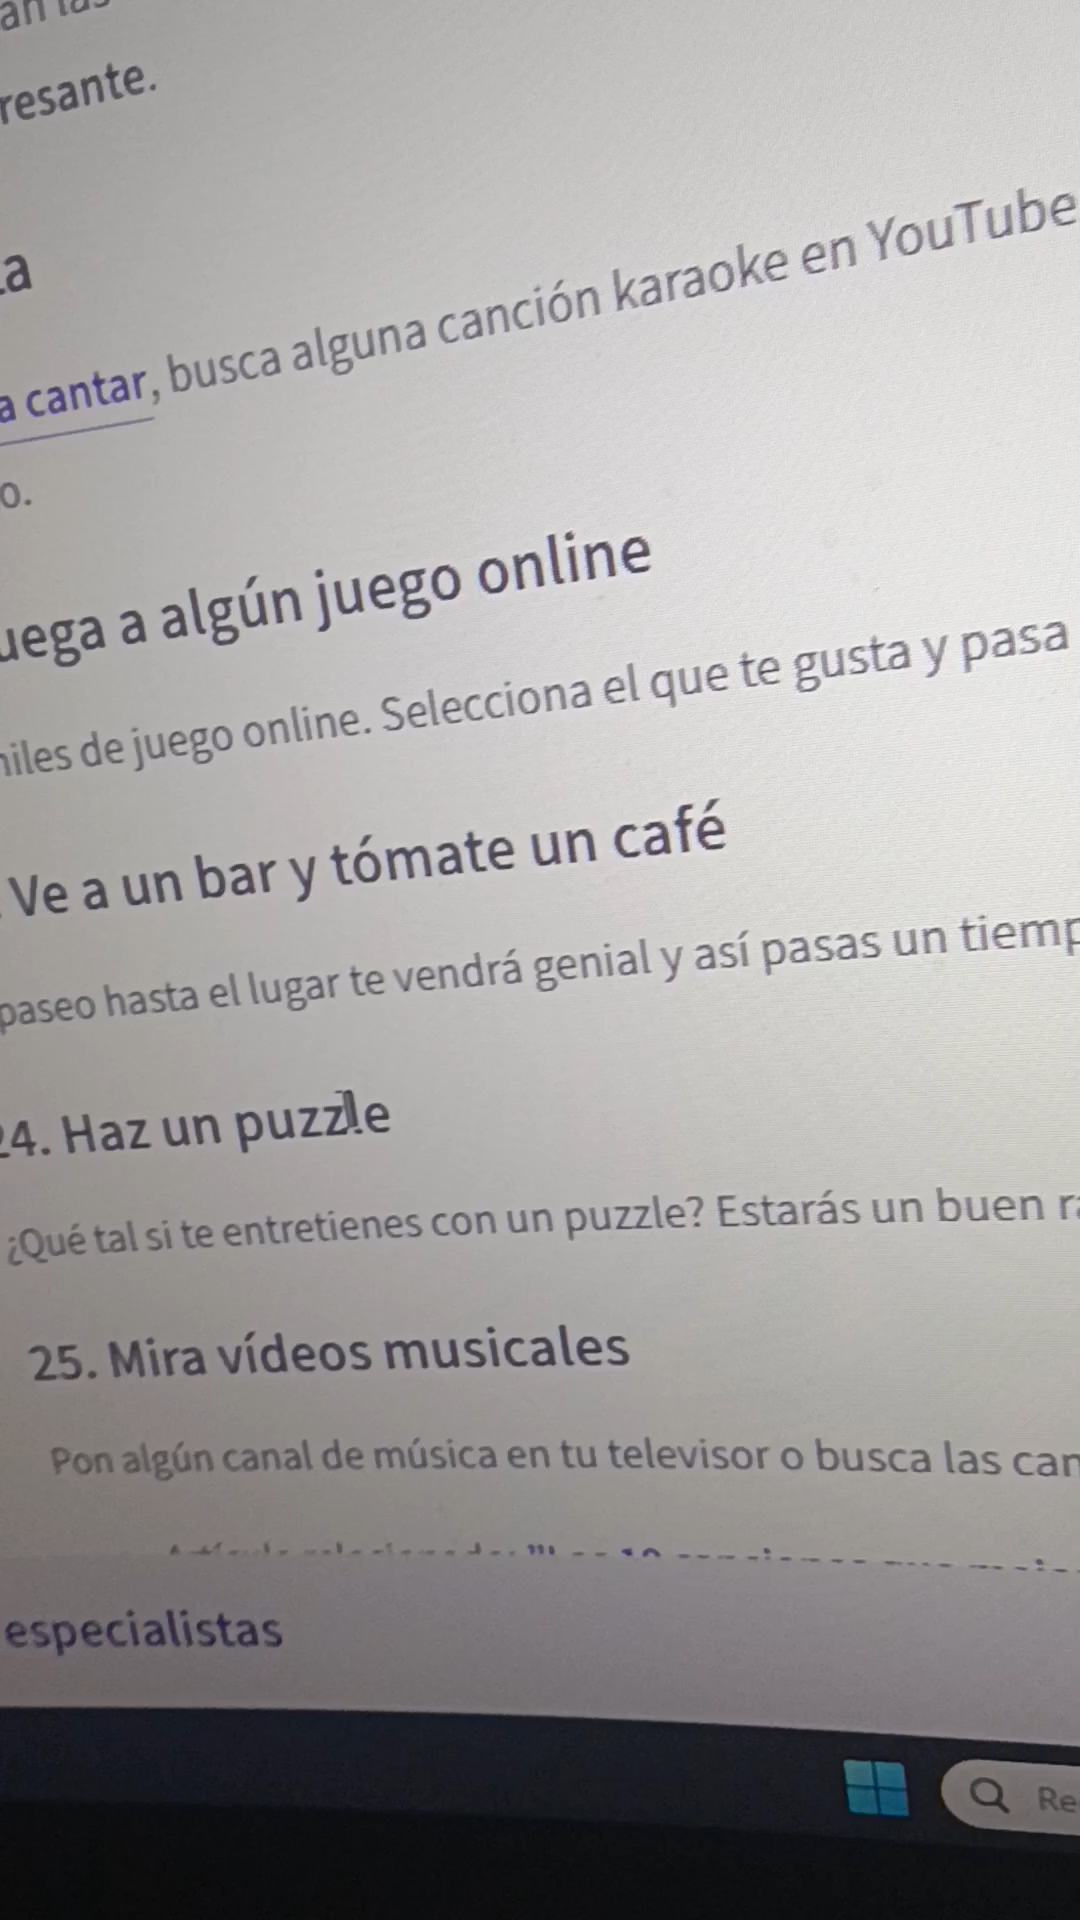 resante.
a cantar, busca alguna canción karaoke en YouTube
o.
uega a algún juego online
miles de juego online. Selecciona el que te gusta y pasa
Ve a un bar y tómate un café
paseo hasta el lugar te vendrá genial y así pasas un tiemp
24. Haz un puzzle
¿Qué tal si te entretienes con un puzzle? Estarás un buen ra
25. Mira vídeos musicales
Pon algún canal de música en tu televisor o busca las can
especialistas
Re